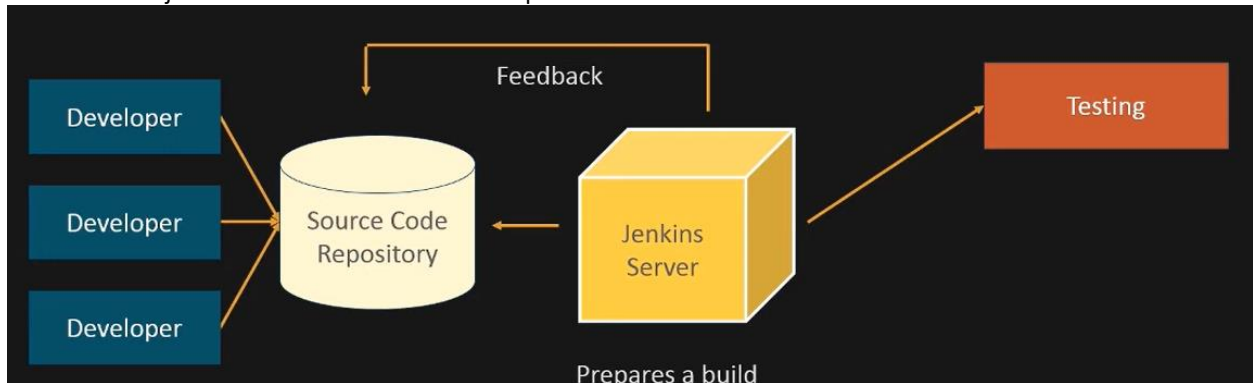 Feedback
Developer
Testing
Developer
Source Code
Repository
Jenkins
Server
Developer
Prepares a build